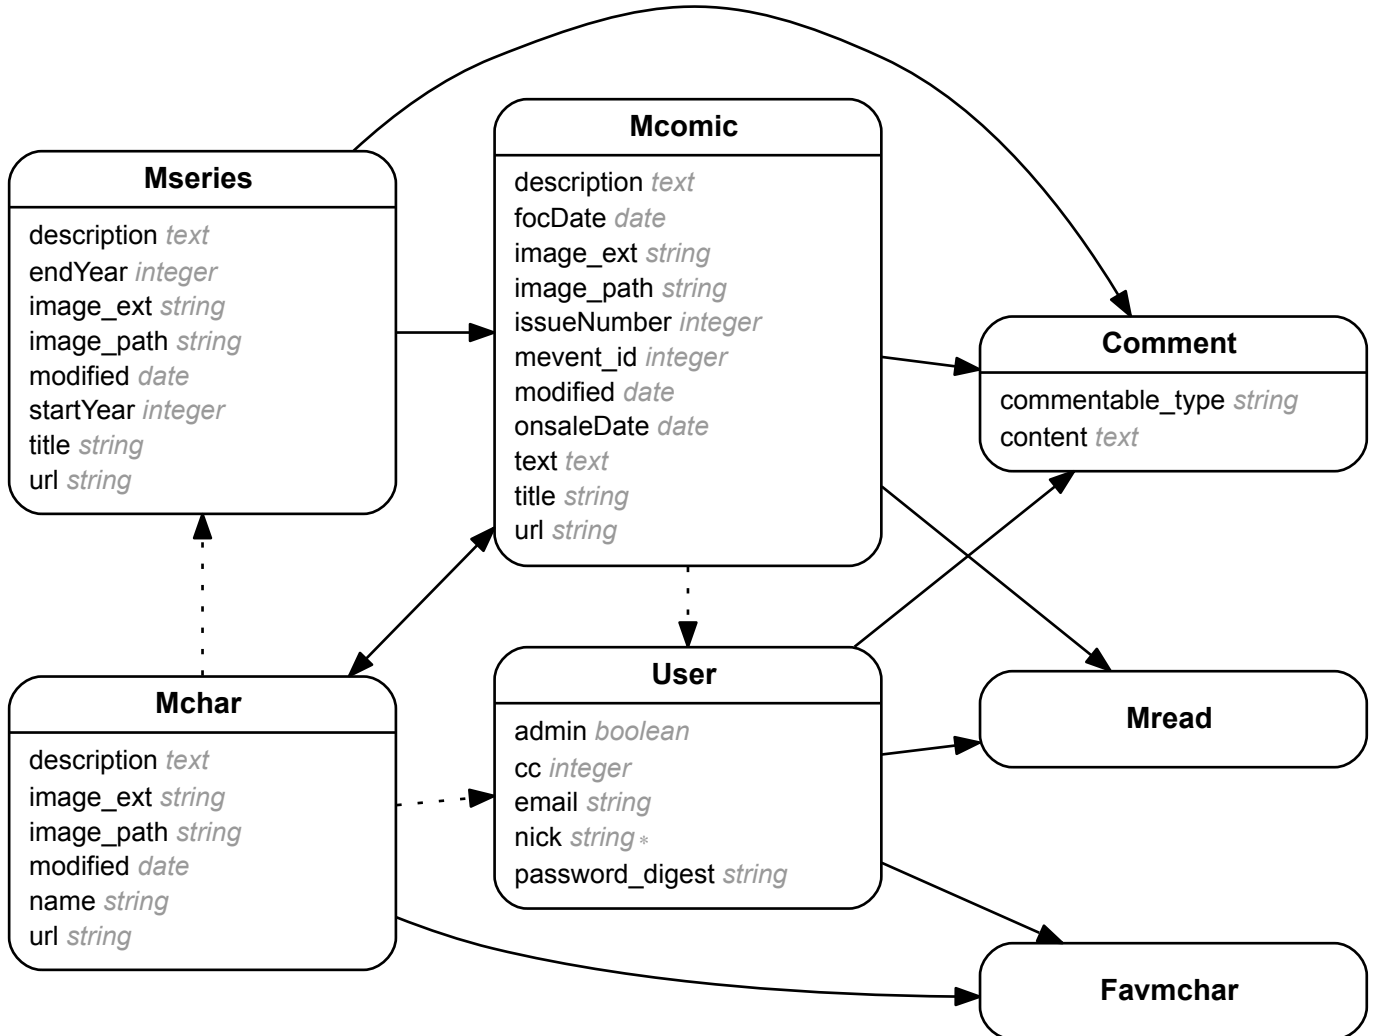 Mseries
description text
endYear integer
image_ext string
image_path string
modified date
startYear integer
title string
url string
Mcomic
description text
focDate date
image_ext string
image_path string
issueNumber integer
mevent_id integer
modified date
onsaleDate date
text text
title string
url string
Comment
commentable_type string
content text
Mchar
description text
image_ext string
image_path string
modified date
name string
url string
User
admin boolean
cc integer
email string
nick string *
password_digest string
Mread
Favmchar